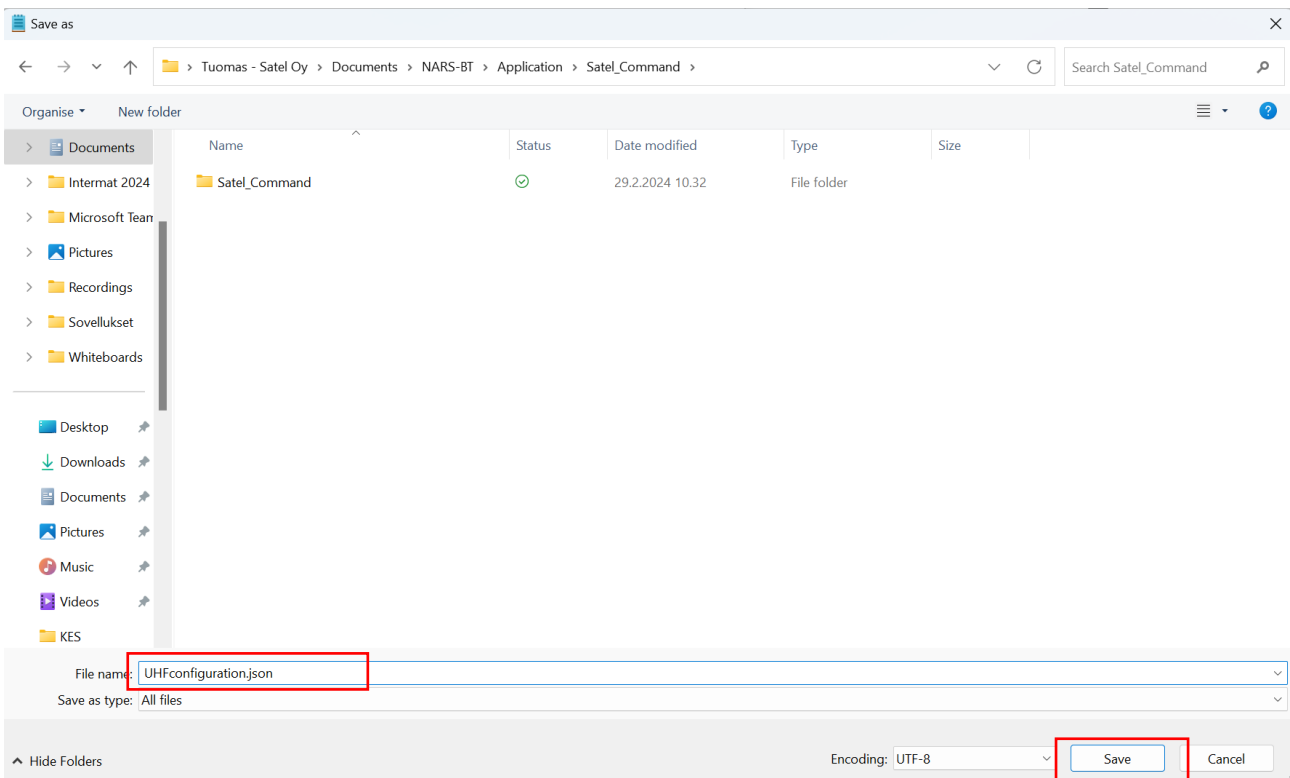 Save as
Tuomas - Satel Oy > Documents > NARS-BT > Application > Satel_Command >
Search Satel_Command
Organise
New folder
Name
Status
Date modified
Type
Size
Satel_Command
29.2.2024 10.32
File folder
Documents
Intermat 2024
Microsoft Team
Pictures
Recordings
Sovellukset
Whiteboards
Desktop
Downloads
Documents
Pictures
Music
Videos
KES
File name: UHFconfiguration.json
Save as type: All files
Hide Folders
Encoding: UTF-8
Save
Cancel